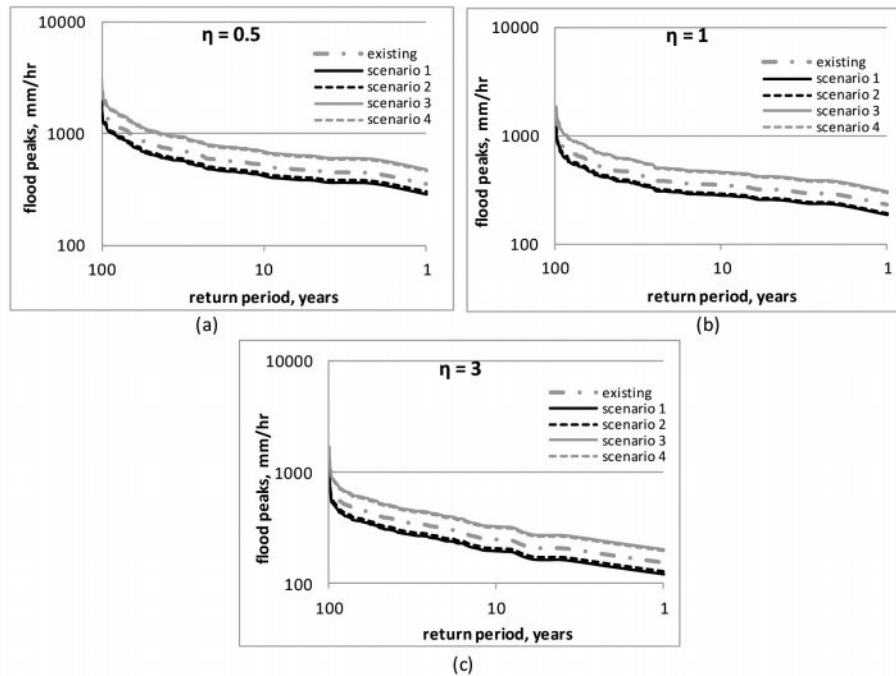 η = 0.5
10000
1000
100
flood peaks, mm/hr
existing
scenario 1
scenario 2
scenario 3
scenario 4
100
10
1
return period, years
(a)
η = 1
10000
1000
100
flood peaks, mm/hr
existing
scenario 1
scenario 2
scenario 3
scenario 4
100
10
1
return period, years
(b)
η = 3
10000
1000
100
flood peaks, mm/hr
existing
scenario 1
scenario 2
scenario 3
scenario 4
100
10
1
return period, years
(c)